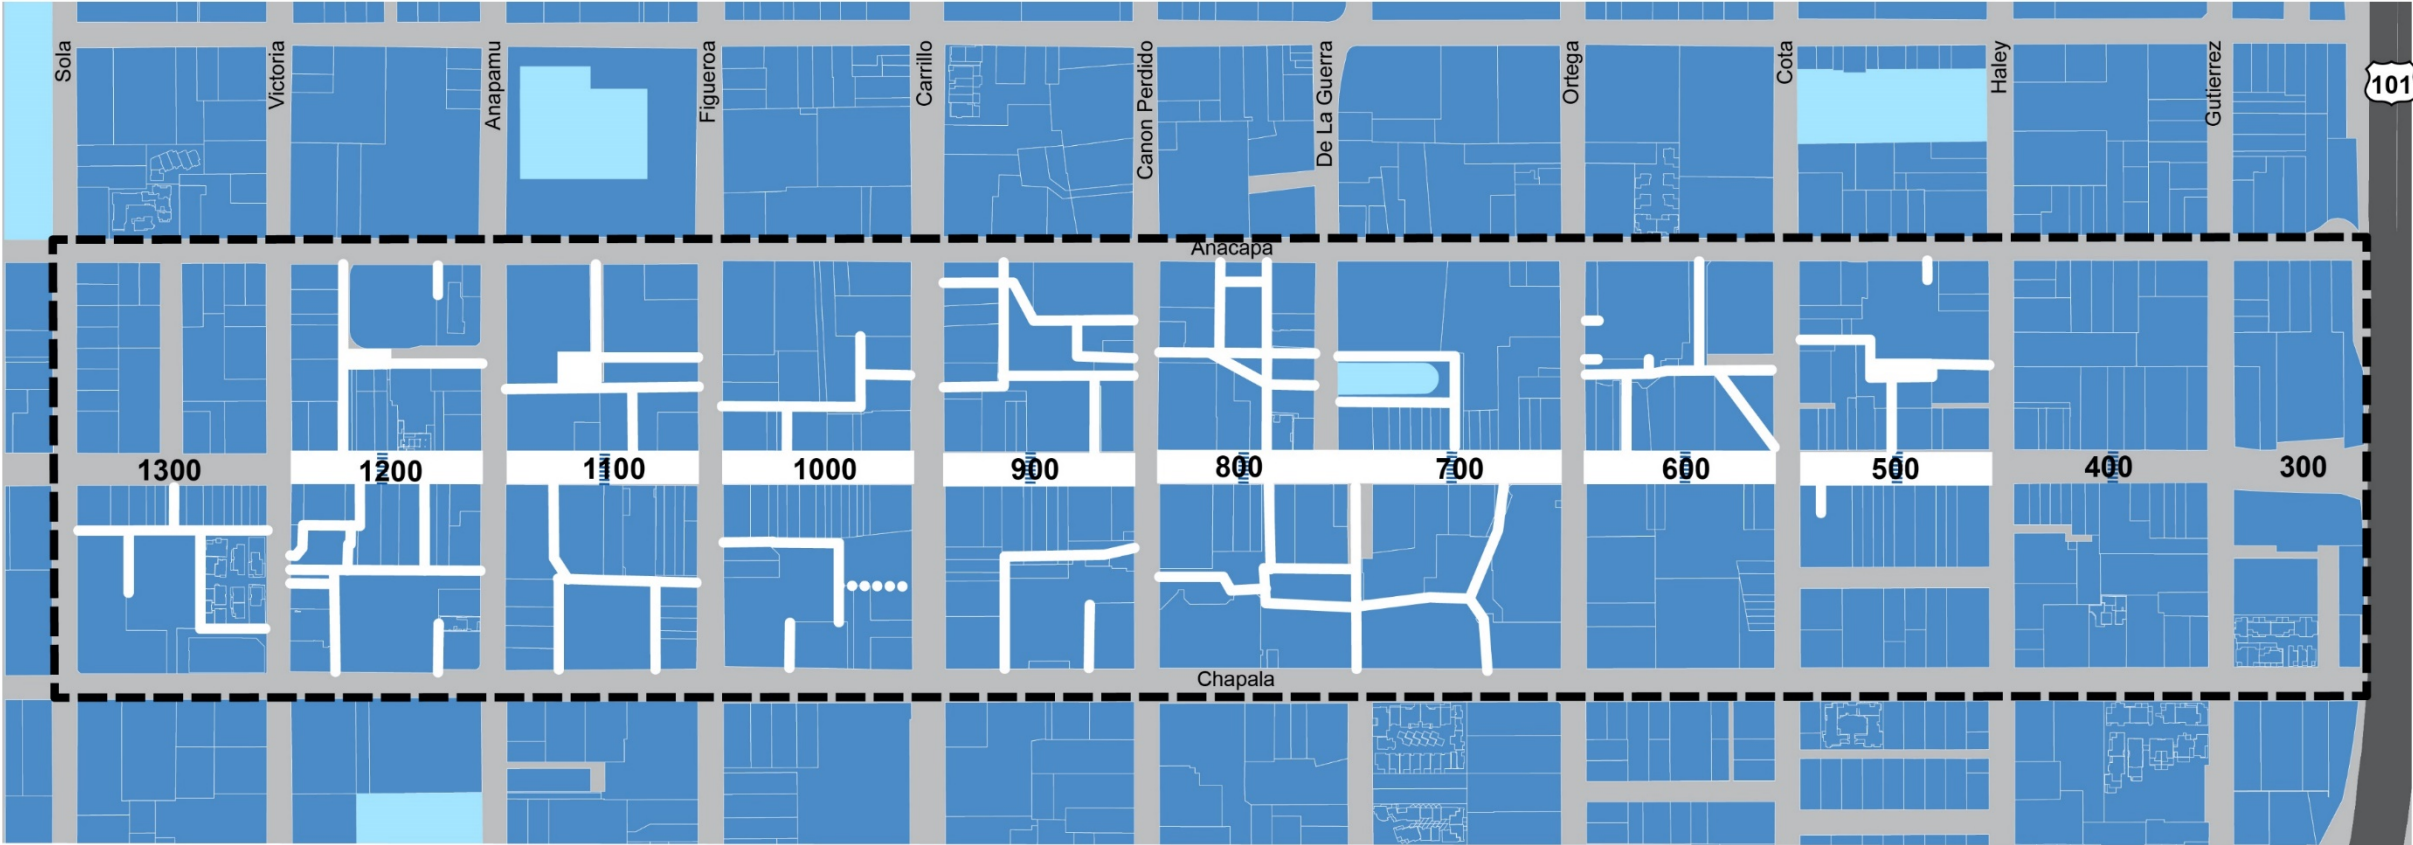 Sola
Victoria
Anapamu
Figueroa
Carrillo
Canon Perdido
De La Guerra
Ortega
Cota
Haley
Gutierrez
101
Anacapa
1300
1200
1100
1000
900
800
700
600
500
400
300
Chapala